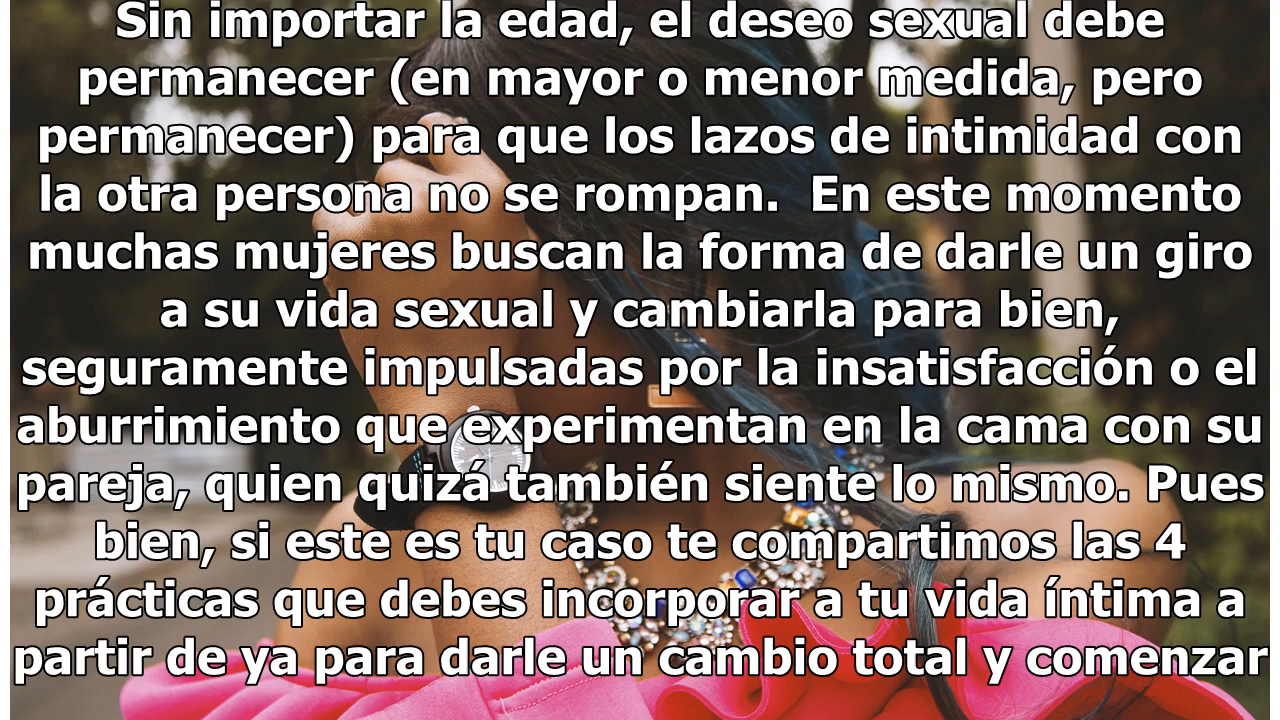 Sin importar la edad, el deseo sexual debe
permanecer (en mayor o menor medida, pero
permanecer) para que los lazos de intimidad con
la otra persona no se rompan.  En este momento
muchas mujeres buscan la forma de darle un giro
a su vida sexual y cambiarla para bien,
seguramente impulsadas por la insatisfacción o el
aburrimiento que experimentan en la cama con su
pareja, quien quizá también siente lo mismo. Pues
bien, si este es tu caso te compartimos las 4
prácticas que debes incorporar a tu vida íntima a
partir de ya para darle un cambio total y comenzar